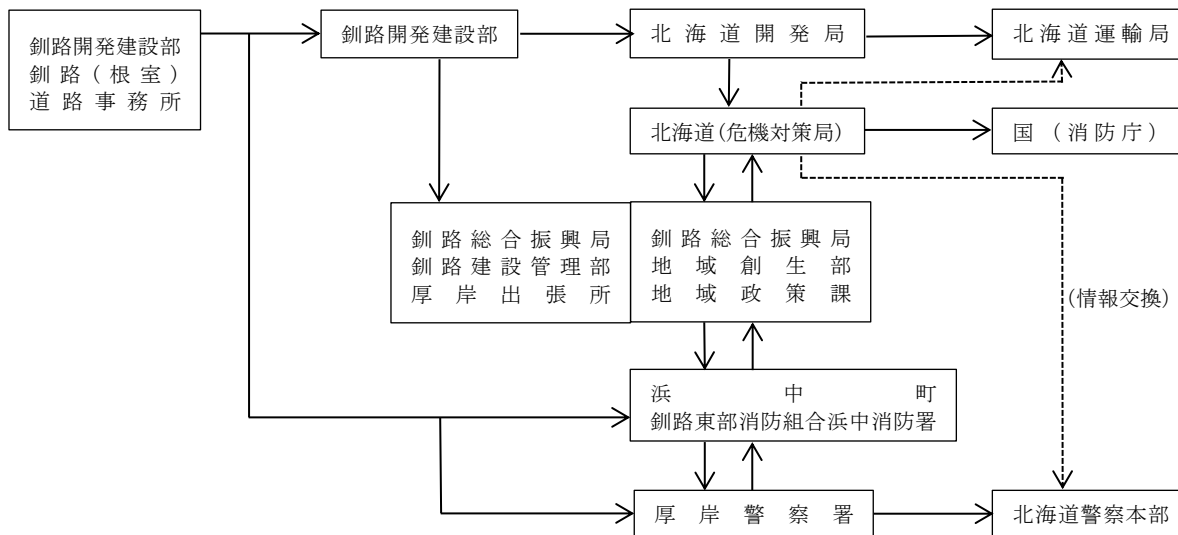 釧路開発建設部
釧路(根室)
道路事務所
釧路開発建設部
北海道開発局
北海道運輸局
北海道(危機対策局)
国(消防庁)
釧路総合振興局
釧路建設管理部
厚岸出張所
釧路総合振興局
地域創生部
地域政策課
(情報交換)
浜中町
釧路東部消防組合浜中消防署
厚岸警察署
北海道警察本部